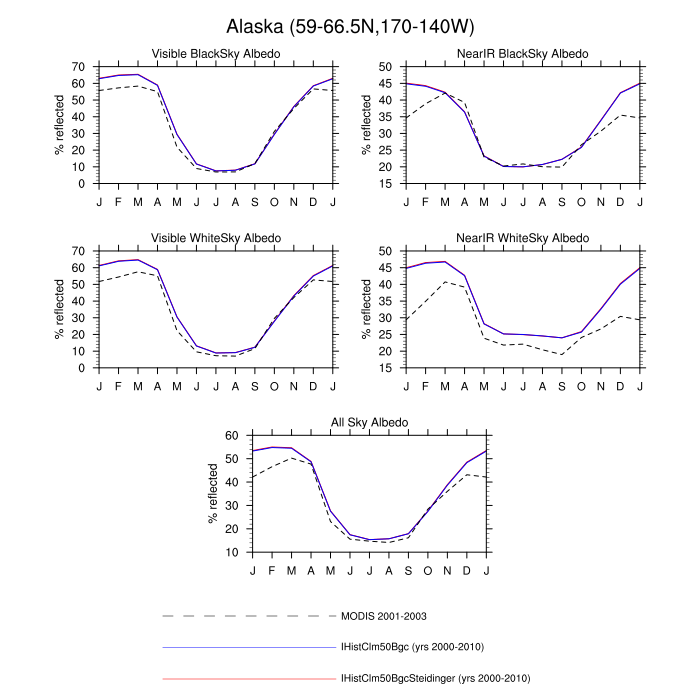 Alaska (59-66.5N,170-140W)
Visible BlackSky Albedo
NearIR BlackSky Albedo
% reflected
70
60
50
40
30
20
10
0
J F M A M J J A S O N D J
% reflected
50
45
40
35
30
25
20
15
J F M A M J J A S O N D J
Visible WhiteSky Albedo
NearIR WhiteSky Albedo
% reflected
70
60
50
40
30
20
10
0
J F M A M J J A S O N D J
% reflected
50
45
40
35
30
25
20
15
J F M A M J J A S O N D J
All Sky Albedo
% reflected
60
50
40
30
20
10
J F M A M J J A S O N D J
MODIS 2001-2003
IHistClm50Bgc (yrs 2000-2010)
IHistClm50BgcSteidinger (yrs 2000-2010)